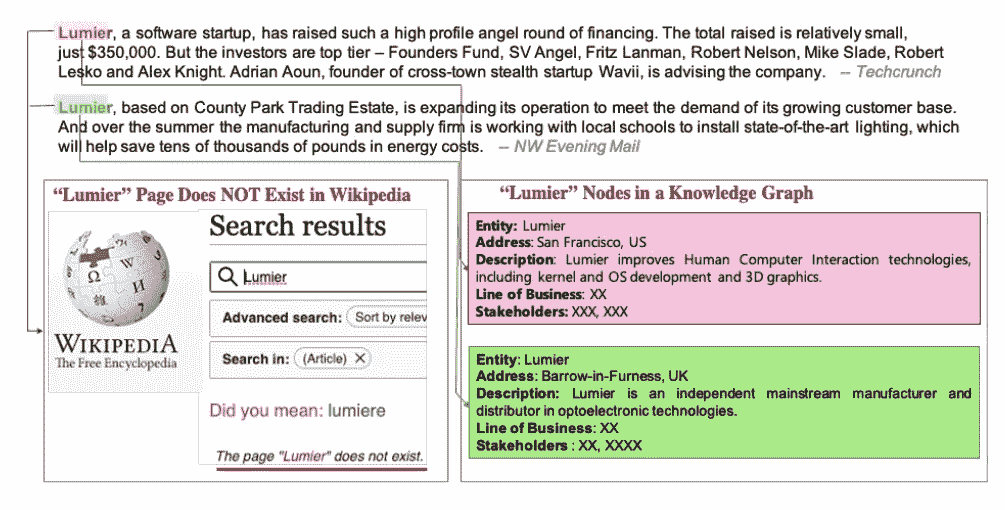 Lumier, a software startup, has raised such a high profile angel round of financing. The total raised is relatively small,
just $350,000. But the investors are top tier – Founders Fund, SV Angel, Fritz Lanman, Robert Nelson, Mike Slade, Robert
Lesko and Alex Knight. Adrian Aoun, founder of cross-town stealth startup Wavii, is advising the company. -- Techcrunch
Lumier, based on County Park Trading Estate, is expanding its operation to meet the demand of its growing customer base.
And over the summer the manufacturing and supply firm is working with local schools to install state-of-the-art lighting, which
will help save tens of thousands of pounds in energy costs. -- NW Evening Mail
“Lumier” Page Does NOT Exist in Wikipedia
Ω
W
И
WIKIPEDIA
The Free Encyclopedia
Search results
Lumier
Advanced search: Sort by relev
Search in: (Article) ×
Did you mean: lumiere
The page "Lumier" does not exist.
“Lumier” Nodes in a Knowledge Graph
Entity: Lumier
Address: San Francisco, US
Description: Lumier improves Human Computer Interaction technologies,
including kernel and OS development and 3D graphics.
Line of Business: XX
Stakeholders: XXX, XXX
Entity: Lumier
Address: Barrow-in-Furness, UK
Description: Lumier is an independent mainstream manufacturer and
distributor in optoelectronic technologies.
Line of Business: XX
Stakeholders : XX, XXXX